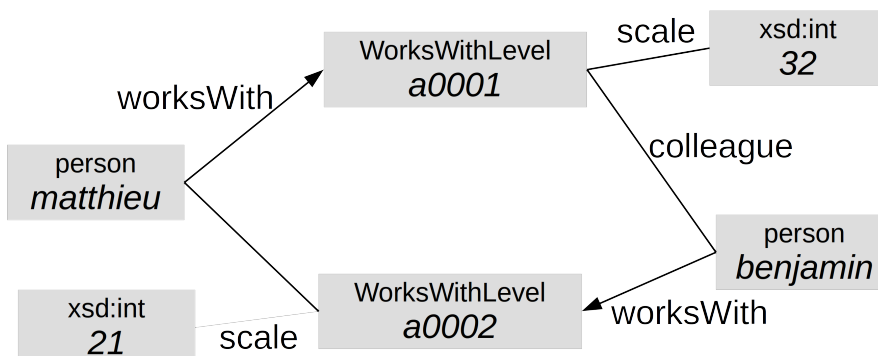 scale
xsd:int
32
WorksWithLevel
a0001
worksWith
colleague
person
matthieu
person
benjamin
WorksWithLevel
a0002
worksWith
xsd:int
21
scale